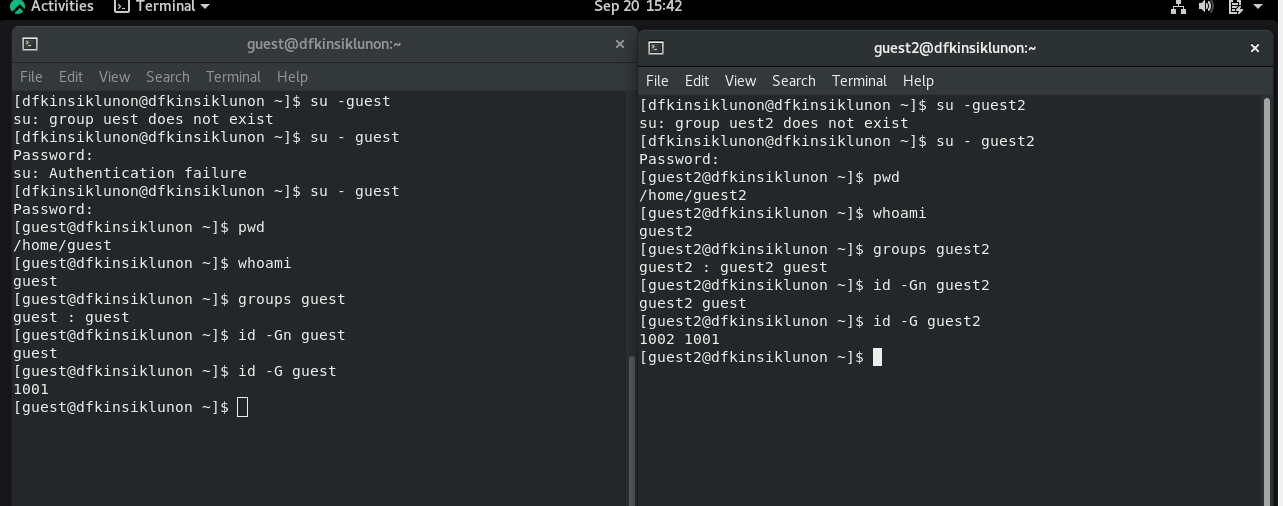 Activities Terminal Sep 20 15:42
guest@dfkinsiklunon:~
File Edit View Search Terminal Help
[dfkinsiklunon@dfkinsiklunon ~]$ su -guest
su: group uest does not exist
[dfkinsiklunon@dfkinsiklunon ~]$ su - guest
Password:
su: Authentication failure
[dfkinsiklunon@dfkinsiklunon ~]$ su - guest
Password:
[guest@dfkinsiklunon ~]$ pwd
/home/guest
[guest@dfkinsiklunon ~]$ whoami
guest
[guest@dfkinsiklunon ~]$ groups guest
guest : guest
[guest@dfkinsiklunon ~]$ id -Gn guest
guest
[guest@dfkinsiklunon ~]$ id -G guest
1001
[guest@dfkinsiklunon ~]$
guest2@dfkinsiklunon:~
File Edit View Search Terminal Help
[dfkinsiklunon@dfkinsiklunon ~]$ su -guest2
su: group uest2 does not exist
[dfkinsiklunon@dfkinsiklunon ~]$ su - guest2
Password:
[guest2@dfkinsiklunon ~]$ pwd
/home/guest2
[guest2@dfkinsiklunon ~]$ whoami
guest2
[guest2@dfkinsiklunon ~]$ groups guest2
guest2 : guest2 guest
[guest2@dfkinsiklunon ~]$ id -Gn guest2
guest2 guest
[guest2@dfkinsiklunon ~]$ id -G guest2
1002 1001
[guest2@dfkinsiklunon ~]$